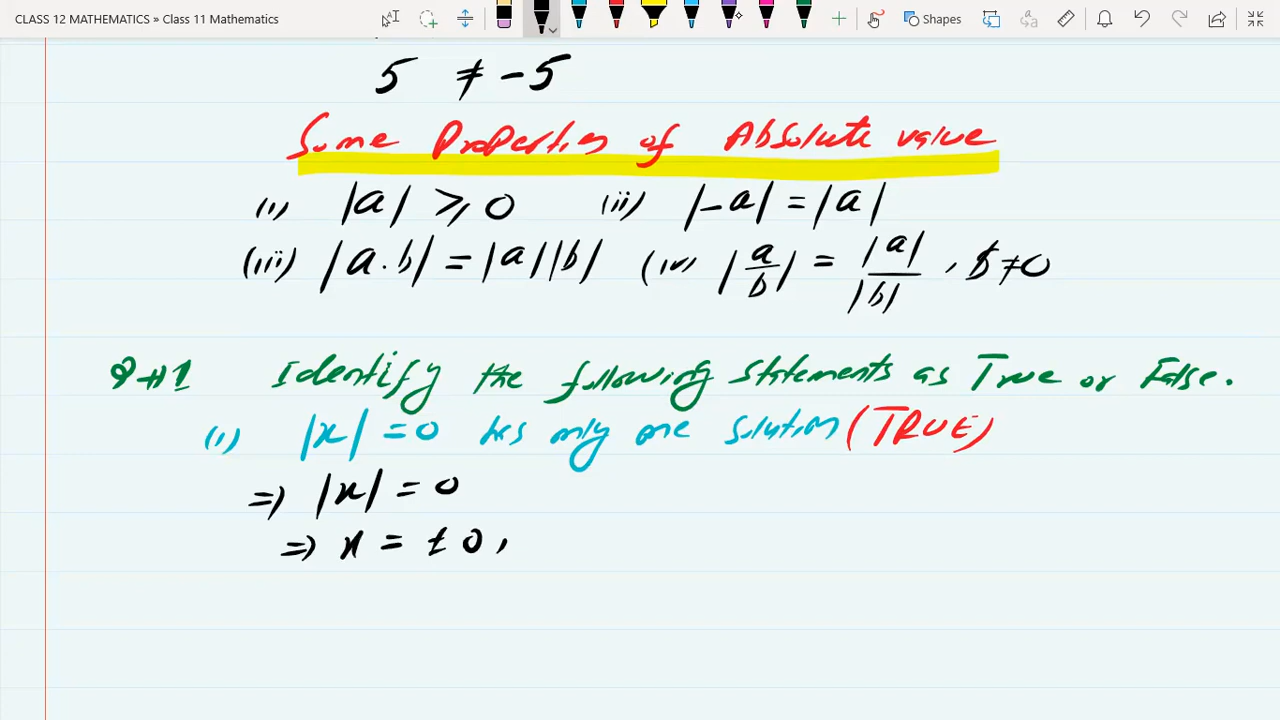 CLASS 12 MATHEMATICS » Class 11 Mathematics Shapes
5 ≠ -5
Some Properties of Absolute value
(i) |a| ≥ 0 (ii) |-a| = |a|
(iii) |a.b| = |a||b| (iv) |a/b| = |a|/|b| , b ≠ 0
Q#1 Identify the following statements as True or False.
(i) |x| = 0 has only one solution (TRUE)
=> |x| = 0
=> x = ±0,